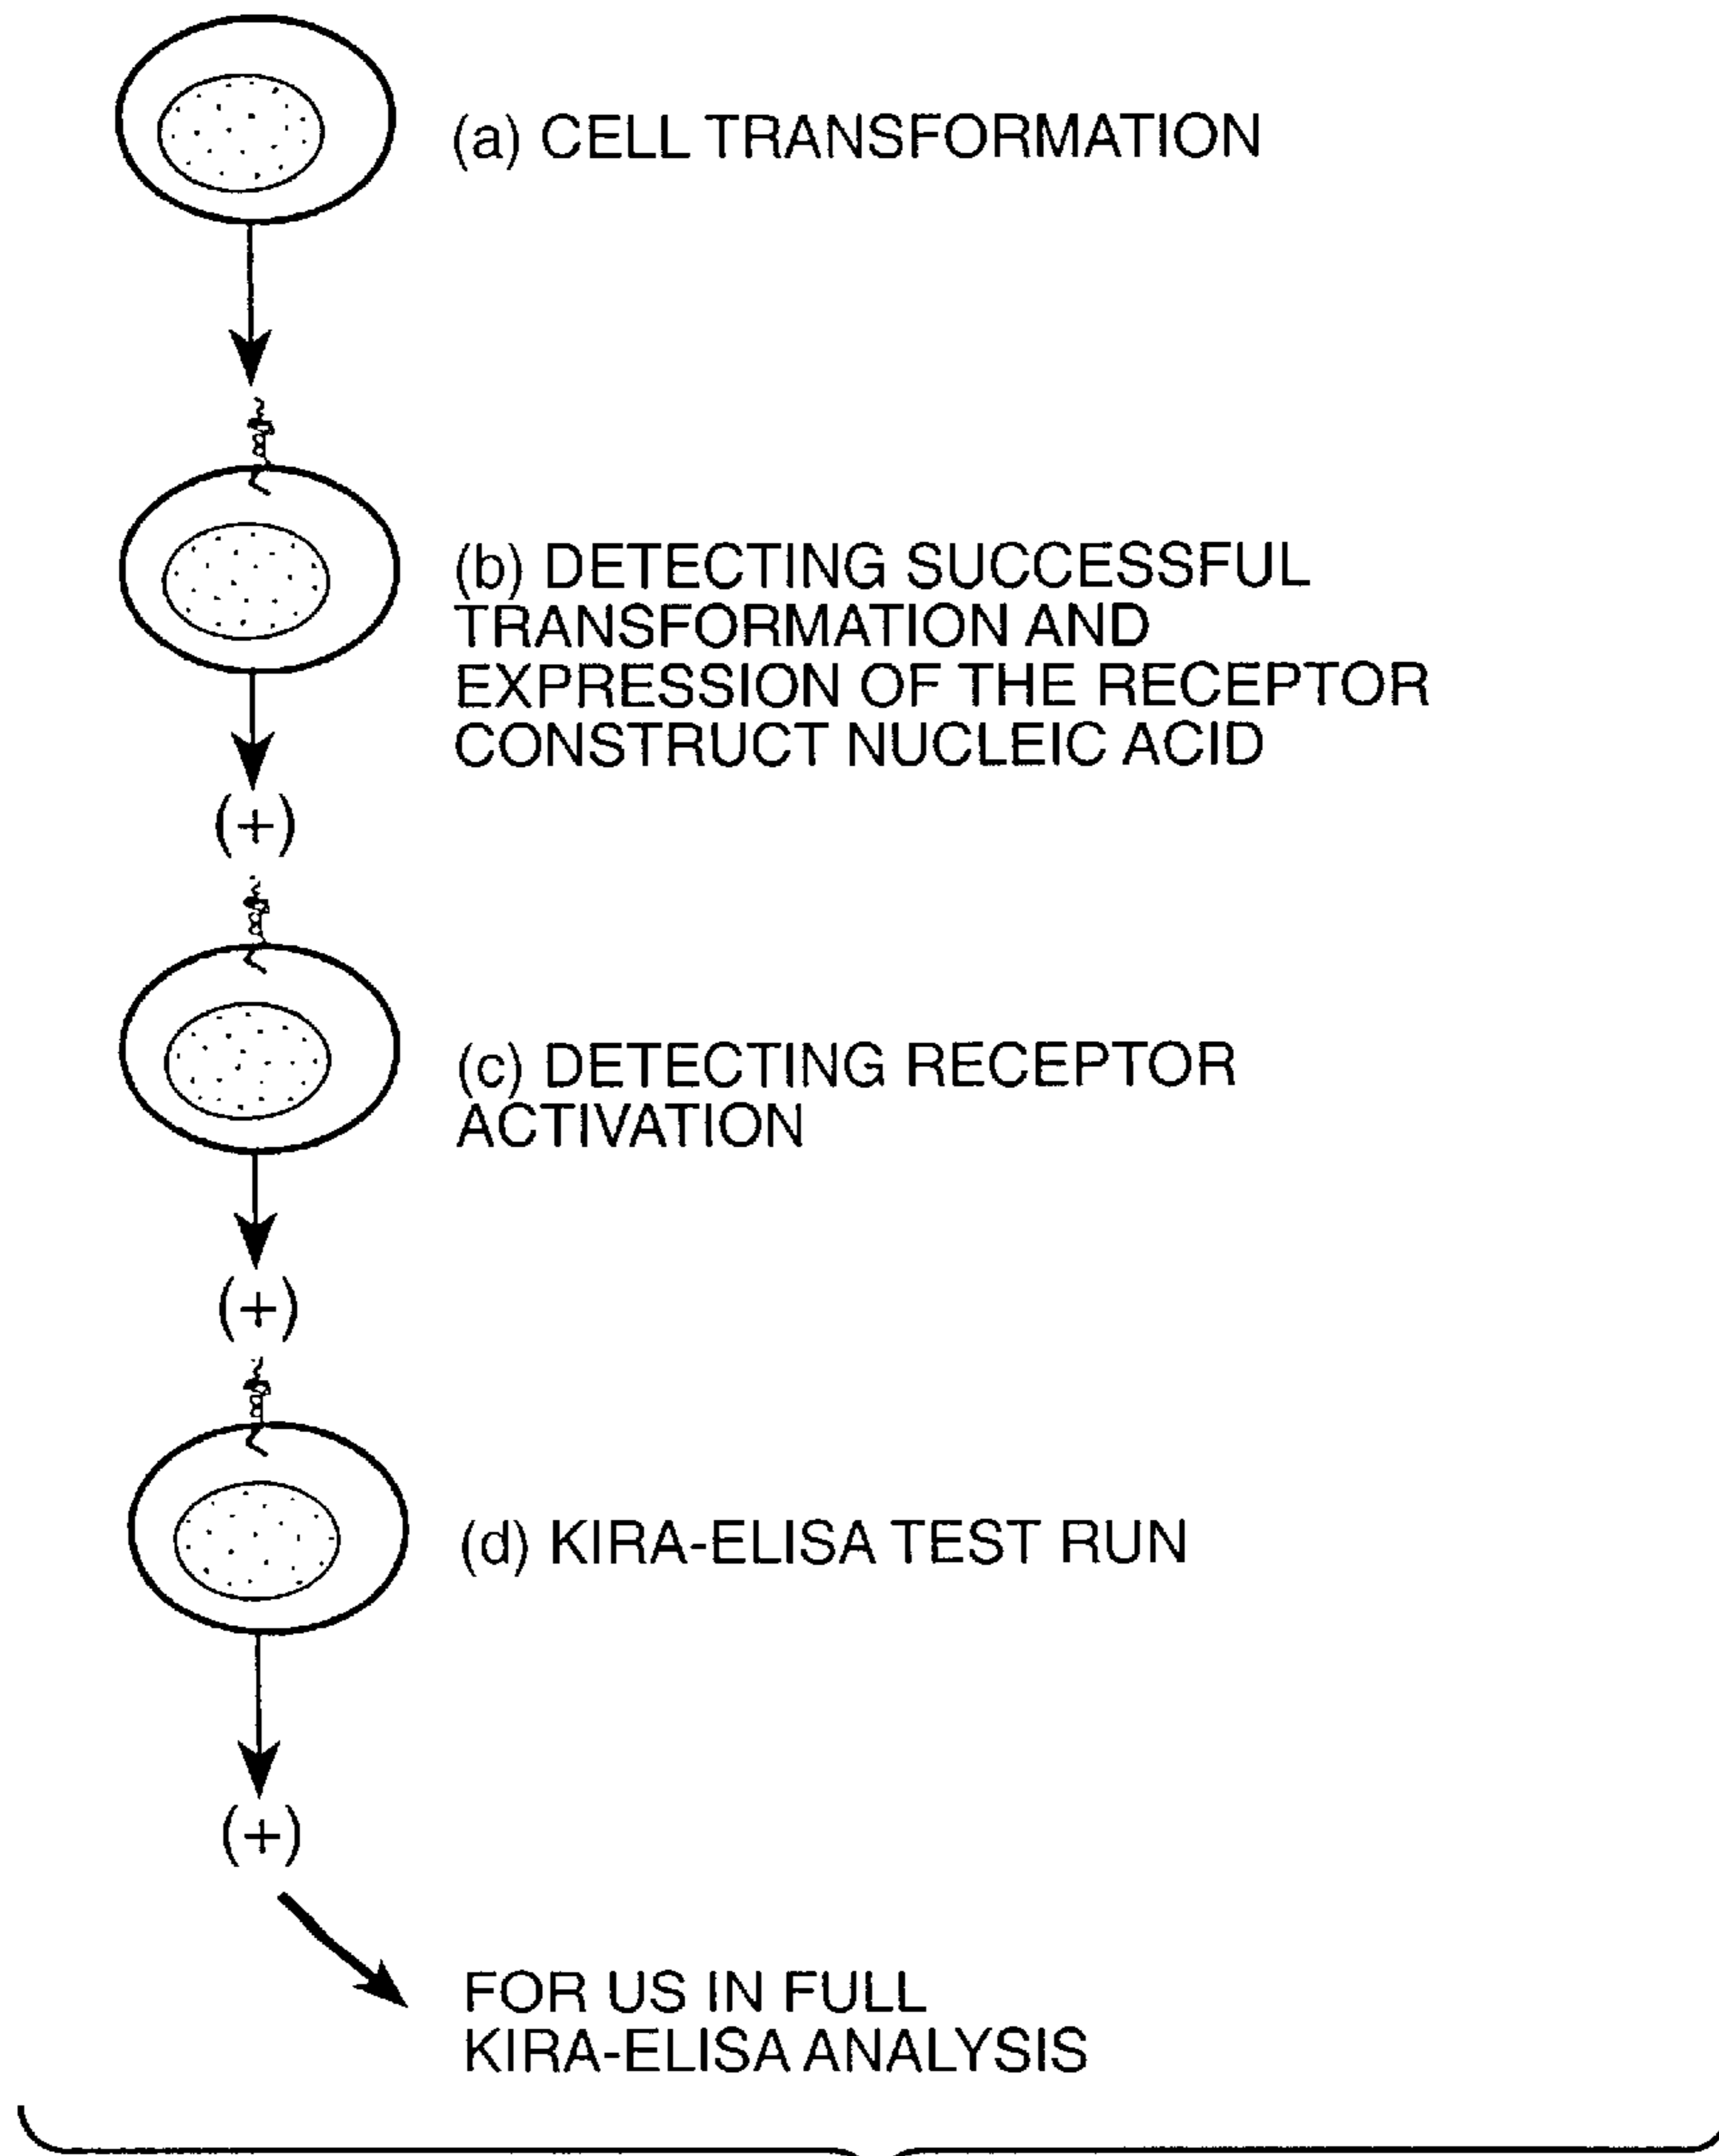 (a) CELL TRANSFORMATION
(b) DETECTING SUCCESSFUL
TRANSFORMATION AND
EXPRESSION OF THE RECEPTOR
CONSTRUCT NUCLEIC ACID
(+)
(c) DETECTING RECEPTOR
ACTIVATION
(+)
(d) KIRA-ELISA TEST RUN
(+)
FOR US IN FULL
KIRA-ELISA ANALYSIS